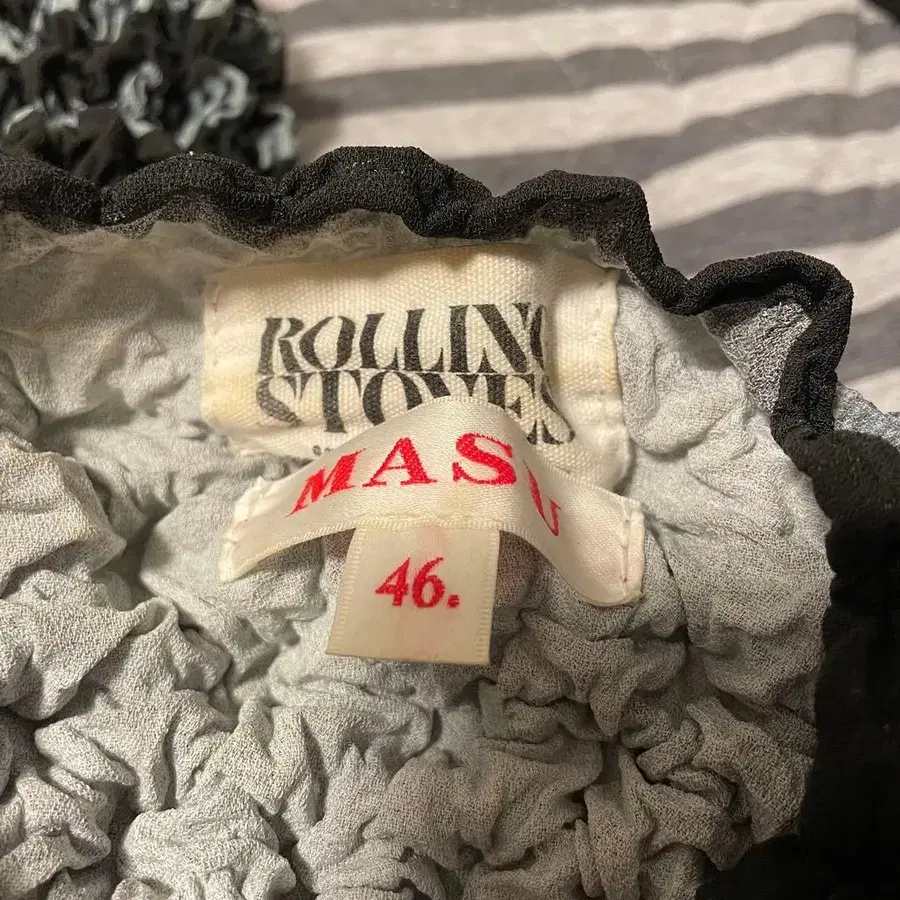 ROLLING
STONES
MASU
46.